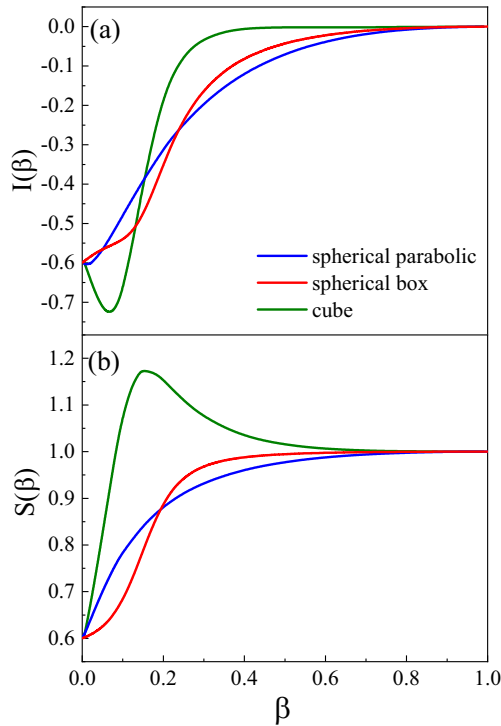 (a)
0.0
-0.1
-0.2
-0.3
-0.4
-0.5
-0.6
-0.7
I(β)
spherical parabolic
spherical box
cube
(b)
1.2
1.1
1.0
0.9
0.8
0.7
0.6
S(β)
0.0 0.2 0.4 0.6 0.8 1.0
β